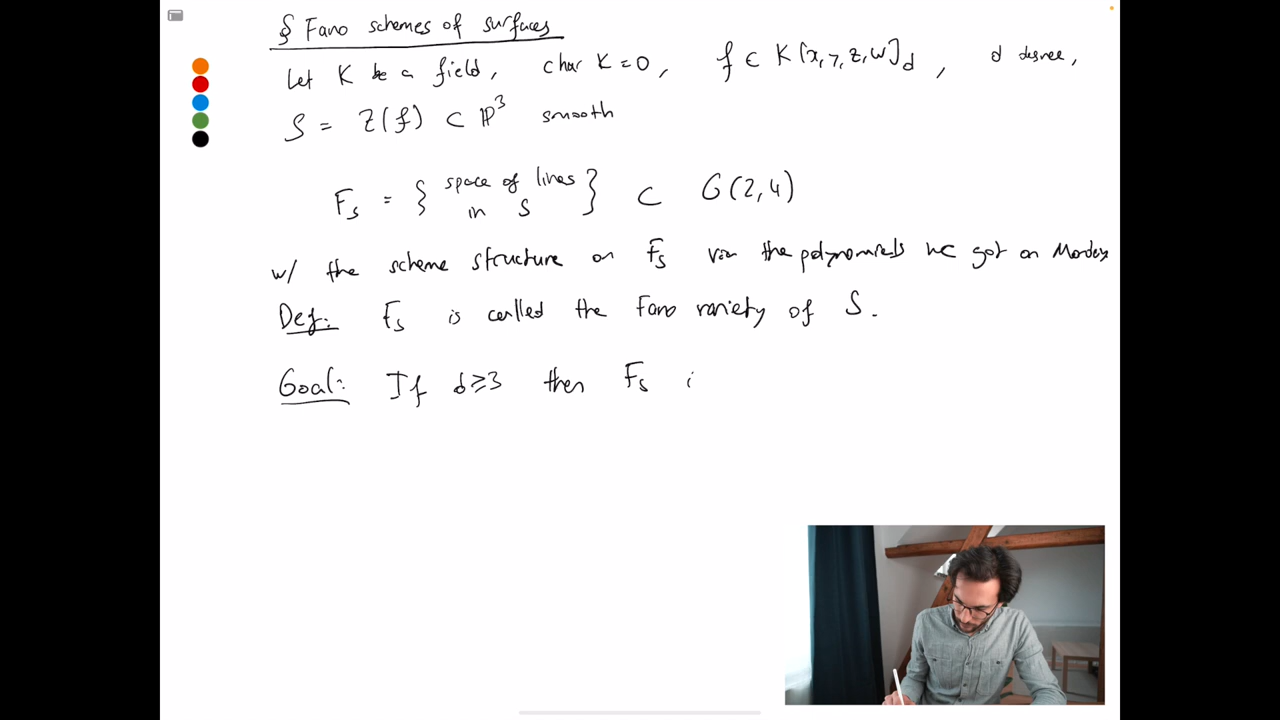 § Fano schemes of surfaces
Let K be a field, char K = 0, f ∈ K[x,y,z,w]_d, d degree,
S = Z(f) ⊂ ℙ³ smooth
F_S = { space of lines in S } ⊂ G(2,4)
w/ the scheme structure on F_S via the polynomials we got on Monday
Def: F_S is called the Fano variety of S.
Goal: If d≥3 then F_S i